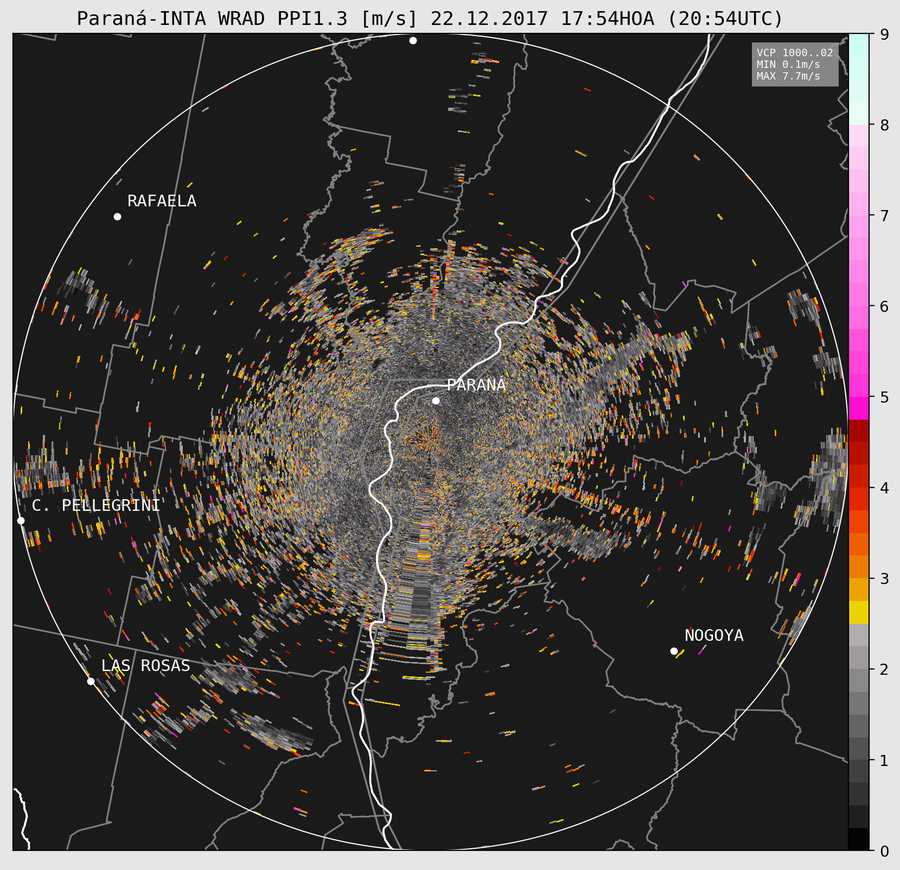 Paraná-INTA WRAD PPI1.3 [m/s] 22.12.2017 17:54HOA (20:54UTC)
VCP 1000..02
MIN 0.1m/s
MAX 7.7m/s
9
8
7
6
5
4
3
2
1
0
RAFAELA
PARANÁ
C. PELLEGRINI
NOGOYA
LAS ROSAS